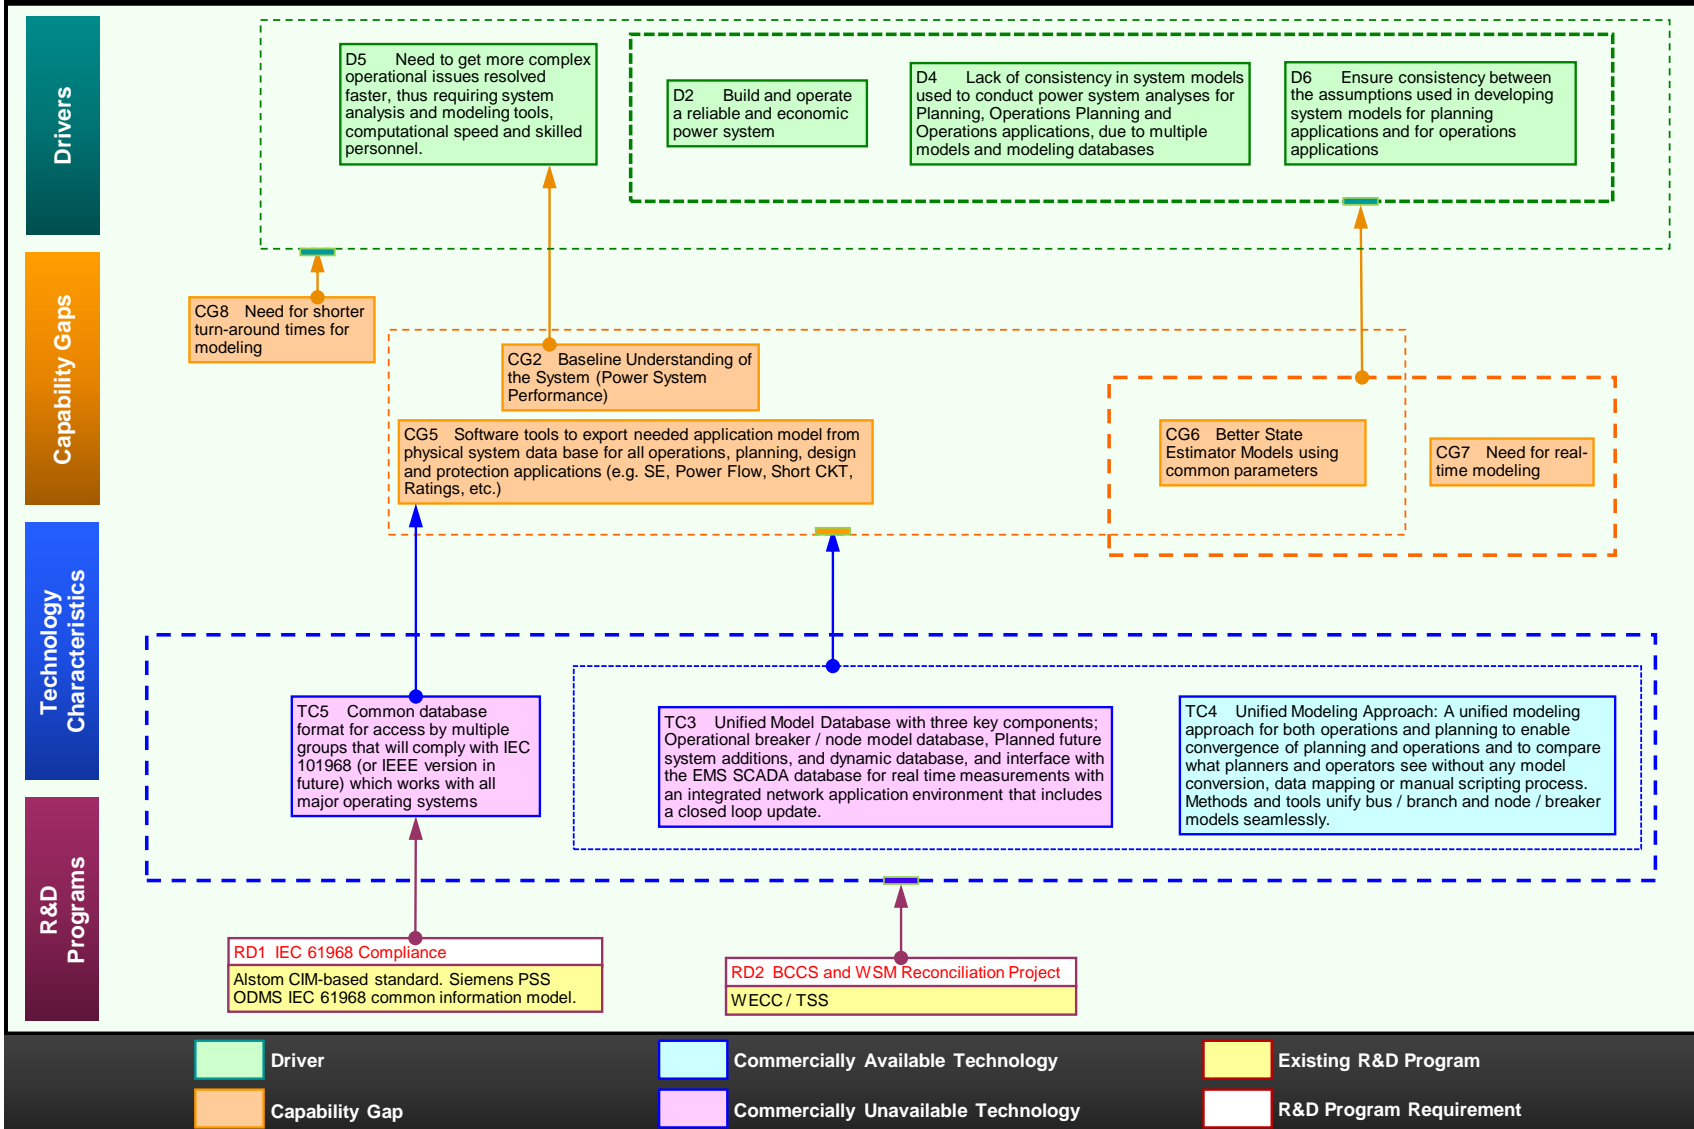 Drivers
D5 Need to get more complex
operational issues resolved
faster, thus requiring system
analysis and modeling tools,
computational speed and skilled
personnel.
D2 Build and operate
a reliable and economic
power system
D4 Lack of consistency in system models
used to conduct power system analyses for
Planning, Operations Planning and
Operations applications, due to multiple
models and modeling databases
D6 Ensure consistency between
the assumptions used in developing
system models for planning
applications and for operations
applications
Capability Gaps
CG8 Need for shorter
turn-around times for
modeling
CG2 Baseline Understanding of
the System (Power System
Performance)
CG5 Software tools to export needed application model from
physical system data base for all operations, planning, design
and protection applications (e.g. SE, Power Flow, Short CKT,
Ratings, etc.)
CG6 Better State
Estimator Models using
common parameters
CG7 Need for real-
time modeling
Technology
Characteristics
TC5 Common database
format for access by multiple
groups that will comply with IEC
101968 (or IEEE version in
future) which works with all
major operating systems
TC3 Unified Model Database with three key components;
Operational breaker / node model database, Planned future
system additions, and dynamic database, and interface with
the EMS SCADA database for real time measurements with
an integrated network application environment that includes
a closed loop update.
TC4 Unified Modeling Approach: A unified modeling
approach for both operations and planning to enable
convergence of planning and operations and to compare
what planners and operators see without any model
conversion, data mapping or manual scripting process.
Methods and tools unify bus / branch and node / breaker
models seamlessly.
R&D
Programs
RD1 IEC 61968 Compliance
Alstom CIM-based standard. Siemens PSS
ODMS IEC 61968 common information model.
RD2 BCCS and WSM Reconciliation Project
WECC / TSS
Driver
Commercially Available Technology
Existing R&D Program
Capability Gap
Commercially Unavailable Technology
R&D Program Requirement